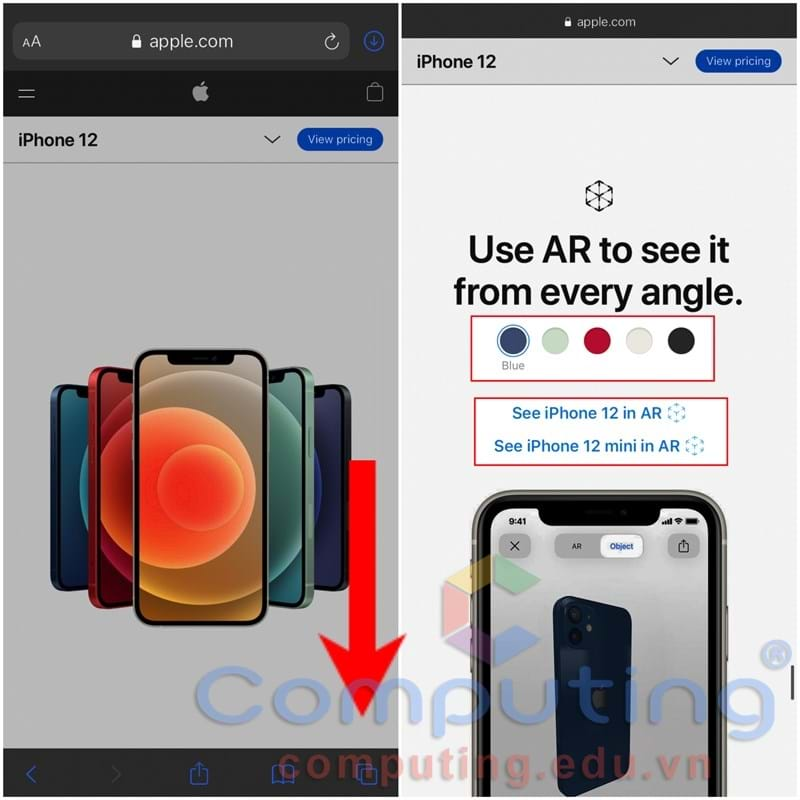 AA
apple.com
iPhone 12
View pricing
apple.com
iPhone 12
View pricing
Use AR to see it
from every angle.
Blue
See iPhone 12 in AR
See iPhone 12 mini in AR
9:41
AR
Object
Computing®
computing.edu.vn